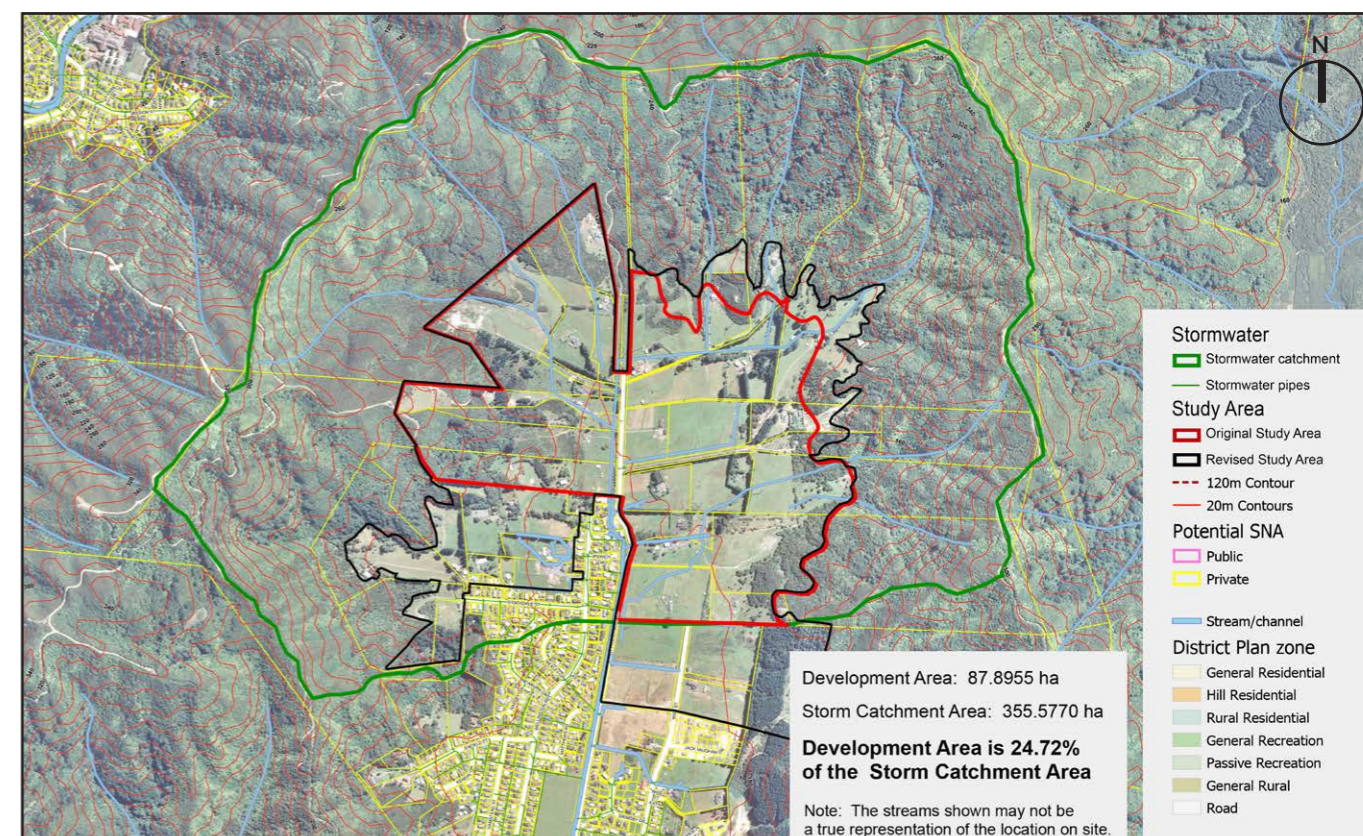 N
Stormwater
Stormwater catchment
Stormwater pipes
Study Area
Original Study Area
Revised Study Area
120m Contour
20m Contours
Potential SNA
Public
Private
Stream/channel
District Plan zone
General Residential
Hill Residential
Rural Residential
General Recreation
Passive Recreation
General Rural
Road
Development Area: 87.8955 ha
Storm Catchment Area: 355.5770 ha
Development Area is 24.72%
of the Storm Catchment Area
Note: The streams shown may not be
a true representation of the location on site.